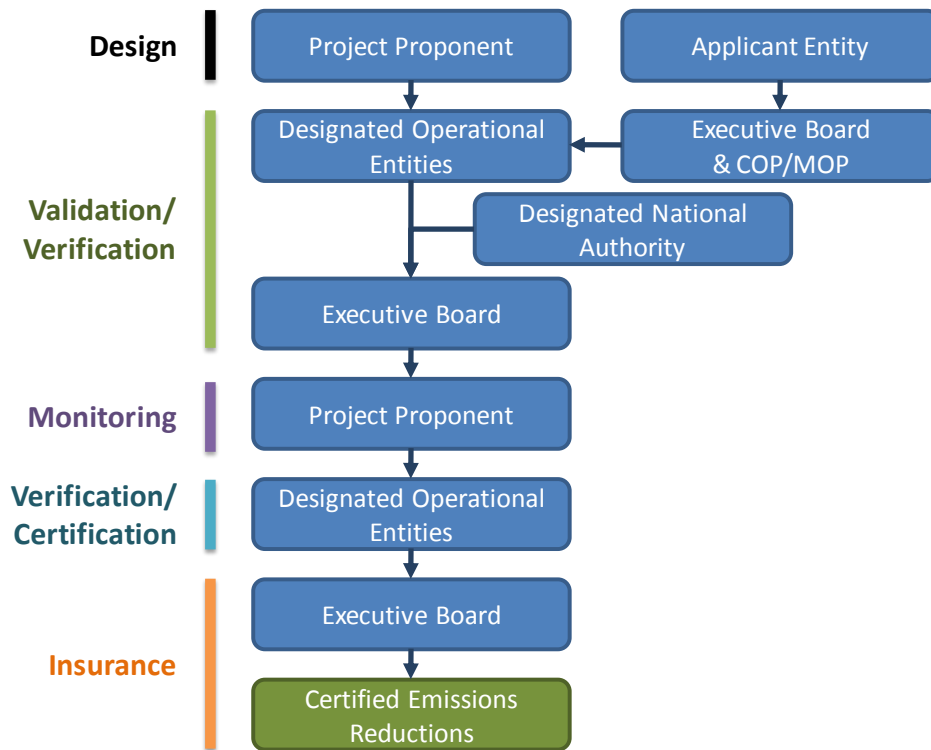 Design
Project Proponent
Applicant Entity
Validation/
Verification
Designated Operational
Entities
Executive Board
& COP/MOP
Designated National
Authority
Executive Board
Monitoring
Project Proponent
Verification/
Certification
Designated Operational
Entities
Insurance
Executive Board
Certified Emissions
Reductions